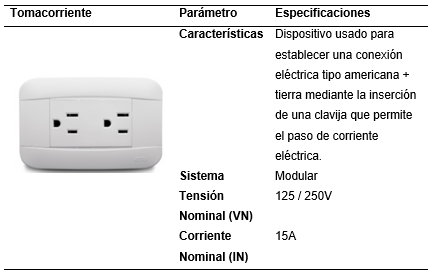 Tomacorriente Parámetro Especificaciones
Características Dispositivo usado para
establecer una conexión
eléctrica tipo americana +
tierra mediante la inserción
de una clavija que permite
el paso de corriente
eléctrica.
Sistema Modular
Tensión 125 / 250V
Nominal (VN)
Corriente 15A
Nominal (IN)